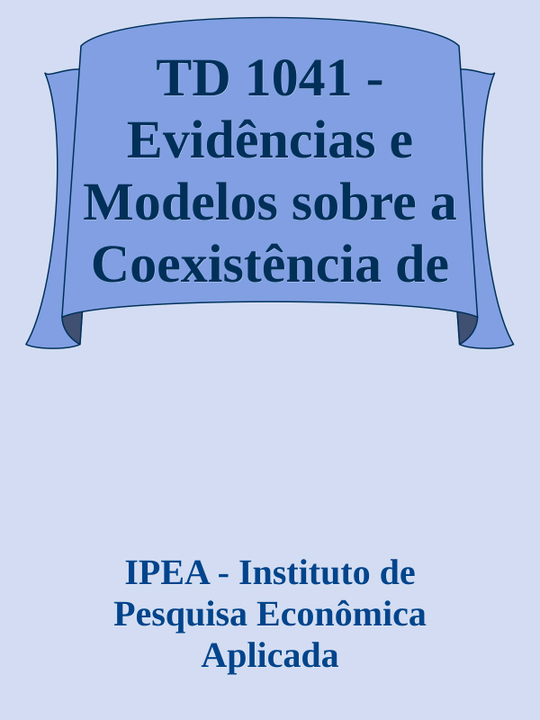 TD 1041 -
Evidências e
Modelos sobre a
Coexistência de
IPEA - Instituto de
Pesquisa Econômica
Aplicada